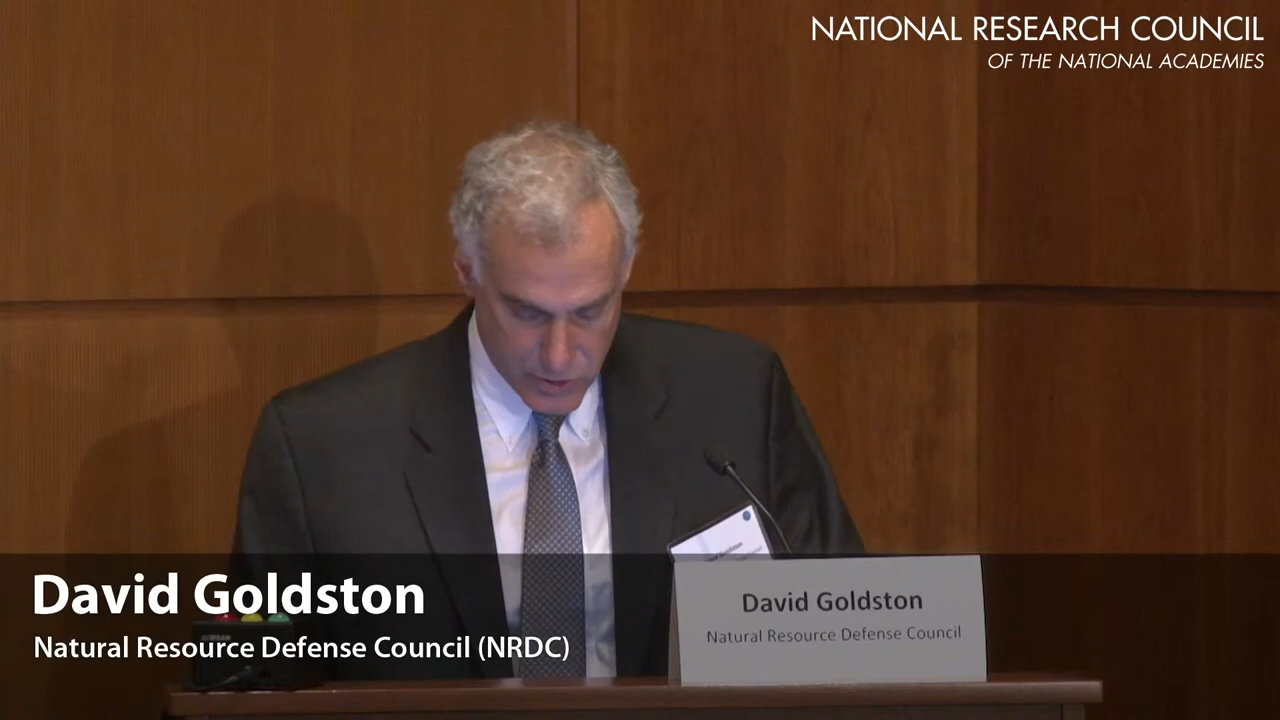 NATIONAL RESEARCH COUNCIL
OF THE NATIONAL ACADEMIES
David Goldston
Natural Resource Defense Council
David Goldston
Natural Resource Defense Council (NRDC)